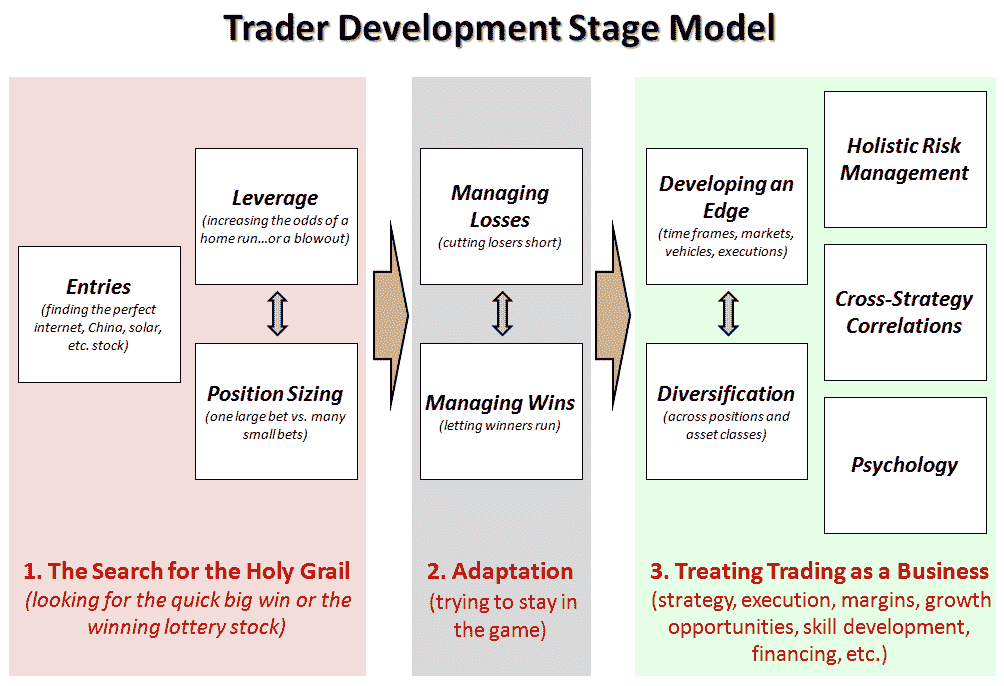 Trader Development Stage Model
Entries
(finding the perfect
internet, China, solar,
etc. stock)
Leverage
(increasing the odds of a
home run...or a blowout)
Position Sizing
(one large bet vs. many
small bets)
1. The Search for the Holy Grail
(looking for the quick big win or the
winning lottery stock)
Managing
Losses
(cutting losers short)
Managing Wins
(letting winners run)
2. Adaptation
(trying to stay in
the game)
Developing an
Edge
(time frames, markets,
vehicles, executions)
Diversification
(across positions and
asset classes)
Holistic Risk
Management
Cross-Strategy
Correlations
Psychology
3. Treating Trading as a Business
(strategy, execution, margins, growth
opportunities, skill development,
financing, etc.)